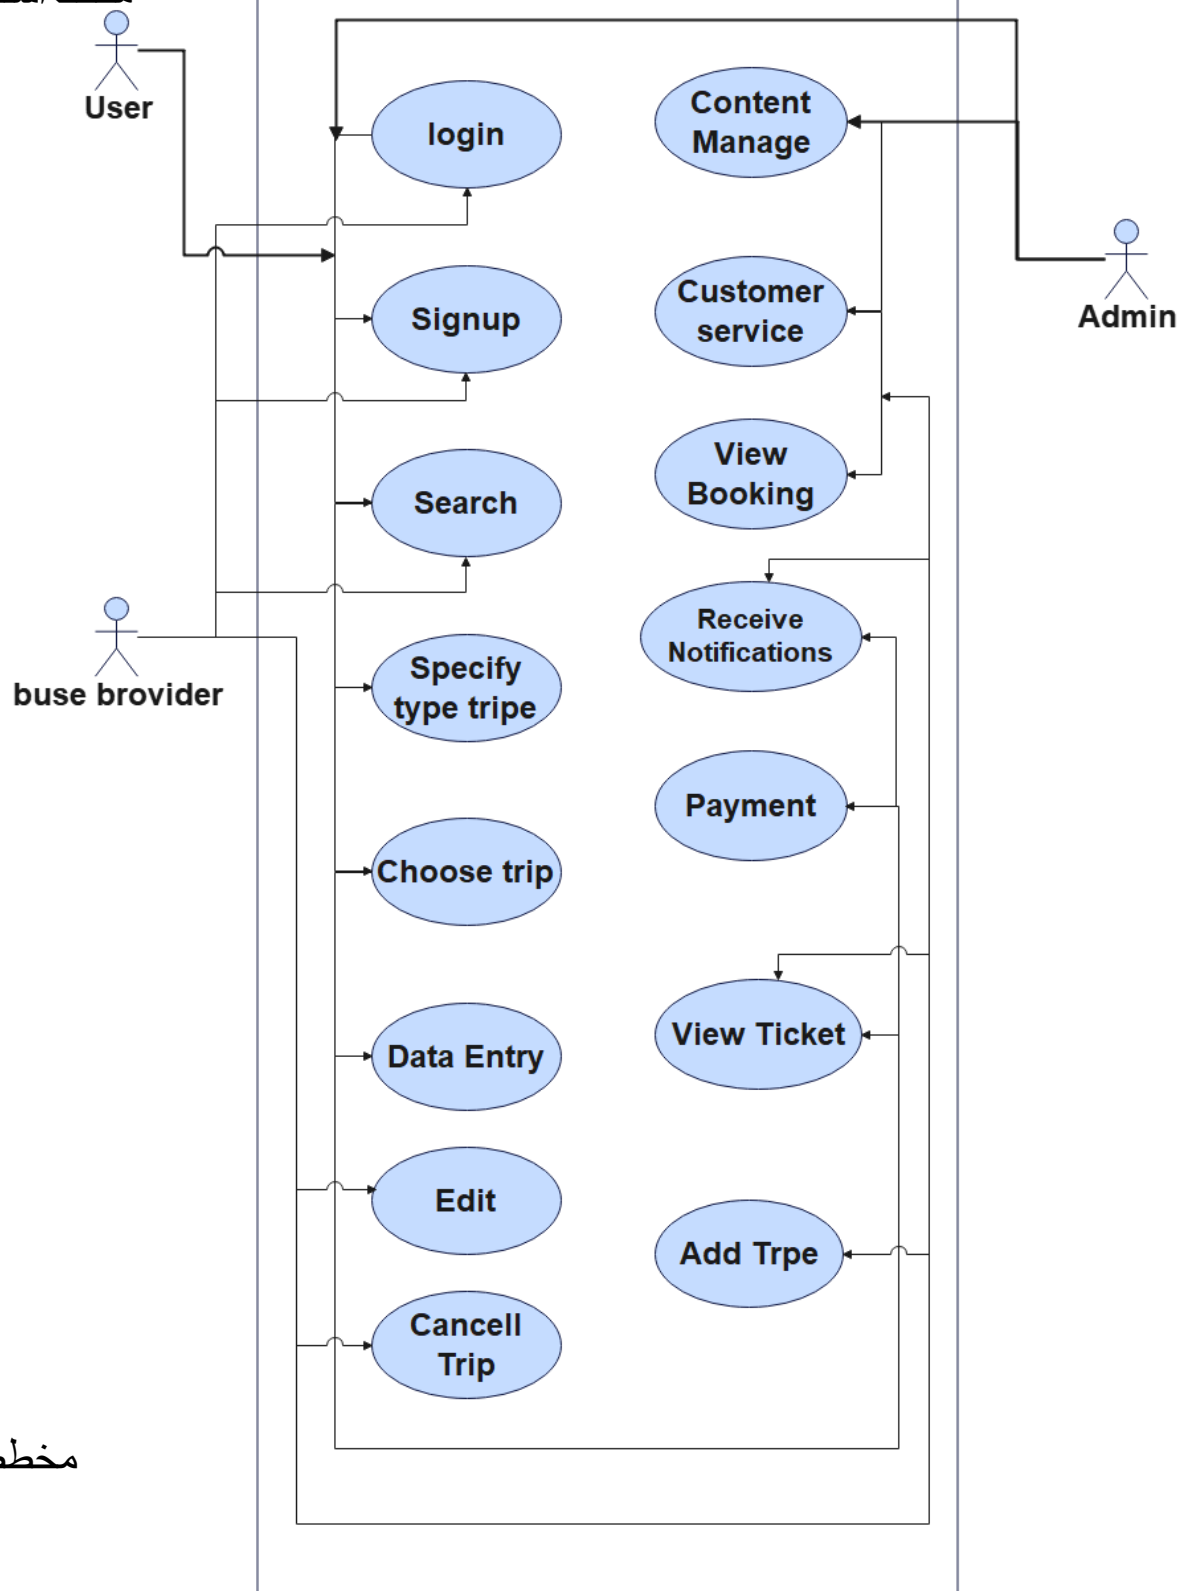 User
login
Content
Manage
Signup
Customer
service
Admin
Search
View
Booking
buse brovider
Specify
type tripe
Receive
Notifications
Choose trip
Payment
Data Entry
View Ticket
Edit
Add Trpe
Cancell
Trip